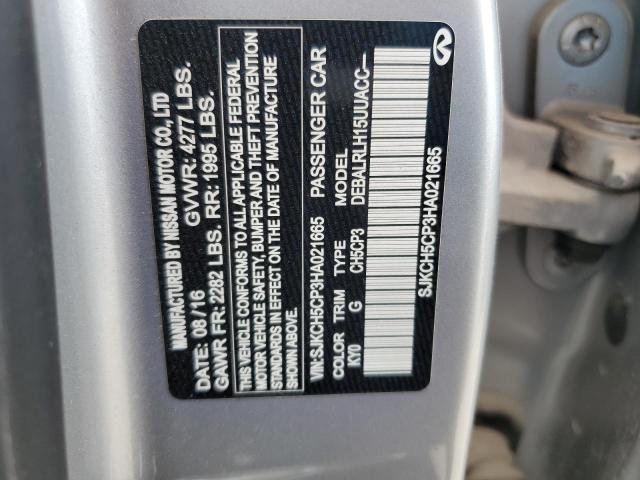 MANUFACTURED BY NISSAN MOTOR CO., LTD
DATE: 08/16 GVWR: 4277 LBS.
GAWR FR: 2282 LBS. RR: 1995 LBS.
THIS VEHICLE CONFORMS TO ALL APPLICABLE FEDERAL
MOTOR VEHICLE SAFETY, BUMPER AND THEFT PREVENTION
STANDARDS IN EFFECT ON THE DATE OF MANUFACTURE
SHOWN ABOVE.
VIN:SJKCH5CP3HA021665 PASSENGER CAR
COLOR TRIM TYPE MODEL
KY0 G CH5CP3 DEBALRLH15UUACC—
SJKCH5CP3HA021665